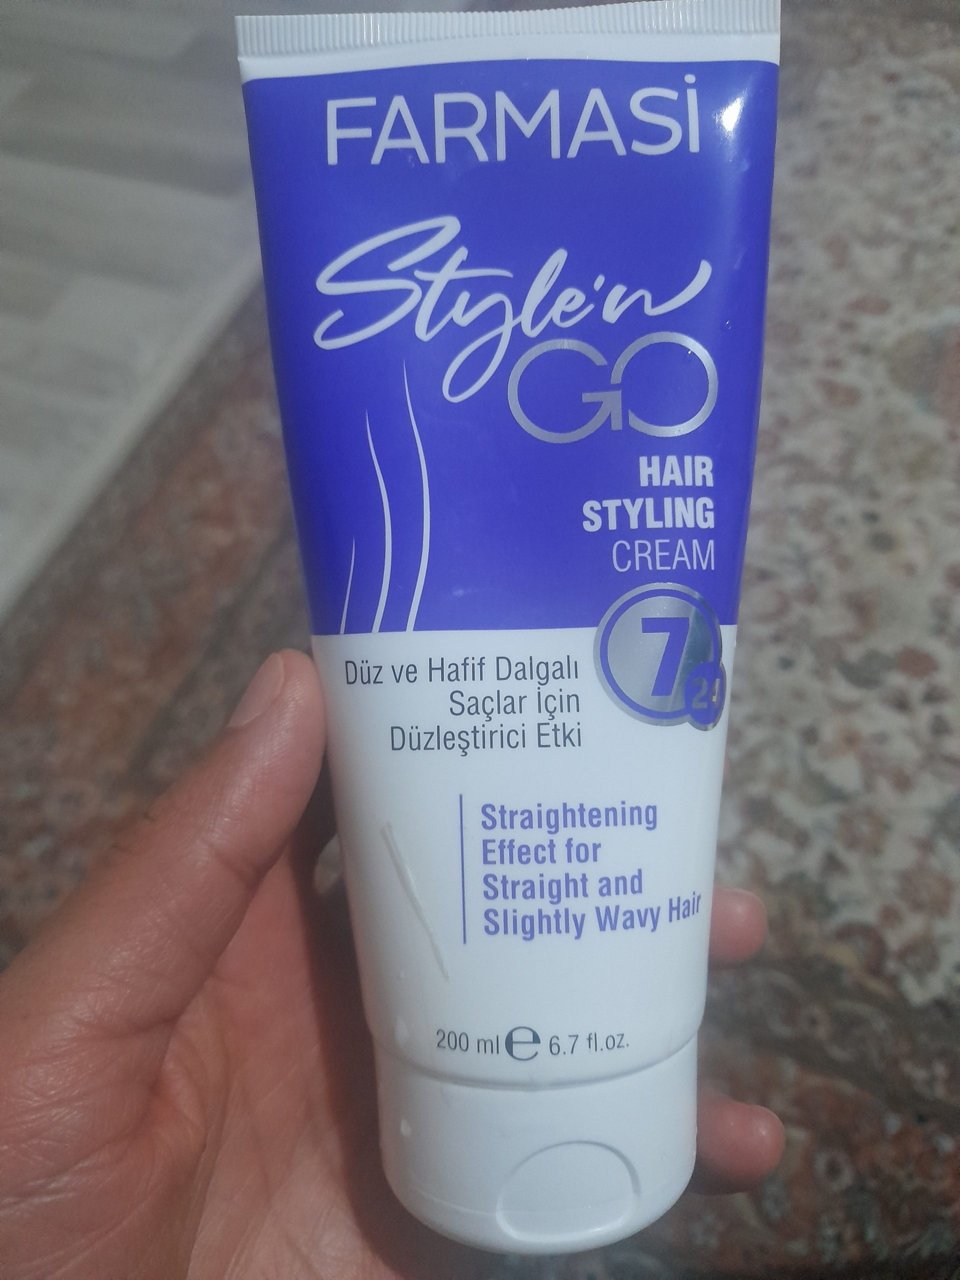 FARMASİ
Style'n
GO
HAIR
STYLING
CREAM
7
24
Düz ve Hafif Dalgalı
Saçlar İçin
Düzleştirici Etki
Straightening
Effect for
Straight and
Slightly Wavy Hair
200 ml e 6.7 fl.oz.